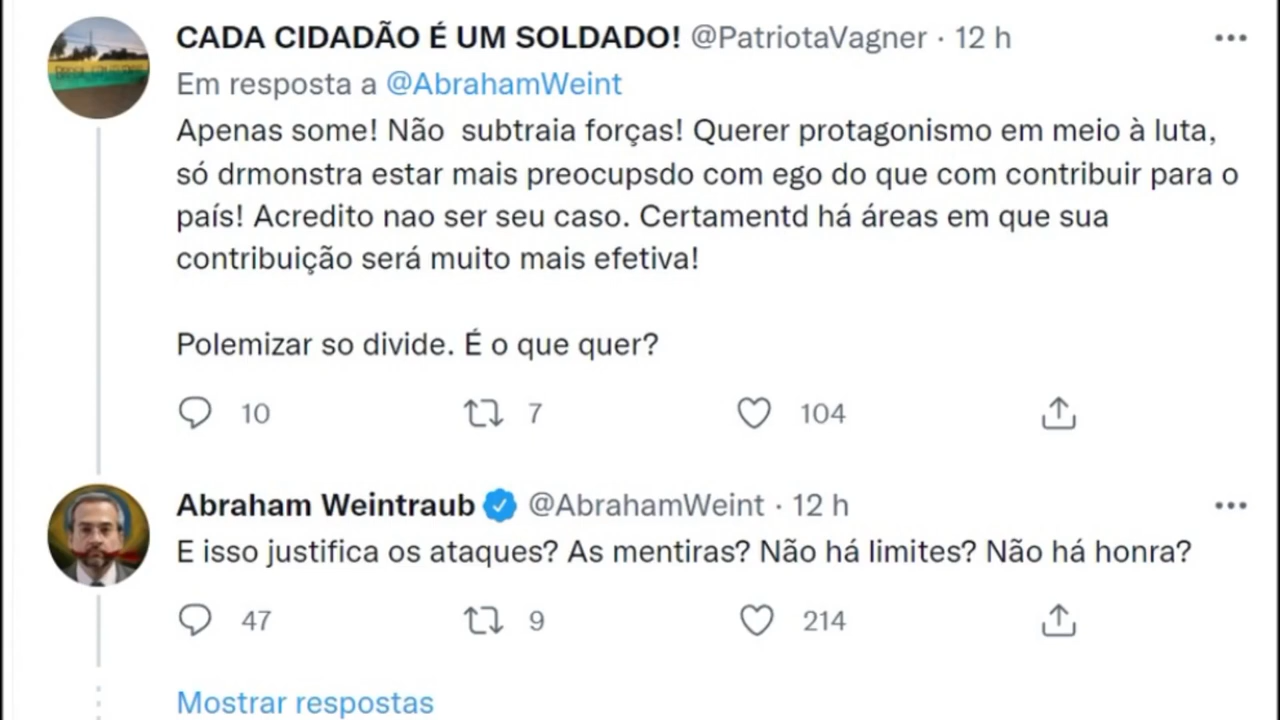 CADA CIDADÃO É UM SOLDADO! @PatriotaVagner · 12 h
Em resposta a @AbrahamWeint
Apenas some! Não subtraia forças! Querer protagonismo em meio à luta,
só drmonstra estar mais preocupsdo com ego do que com contribuir para o
país! Acredito nao ser seu caso. Certamentd há áreas em que sua
contribuição será muito mais efetiva!
Polemizar so divide. É o que quer?
10 7 104
Abraham Weintraub @AbrahamWeint · 12 h
E isso justifica os ataques? As mentiras? Não há limites? Não há honra?
47 9 214
Mostrar respostas